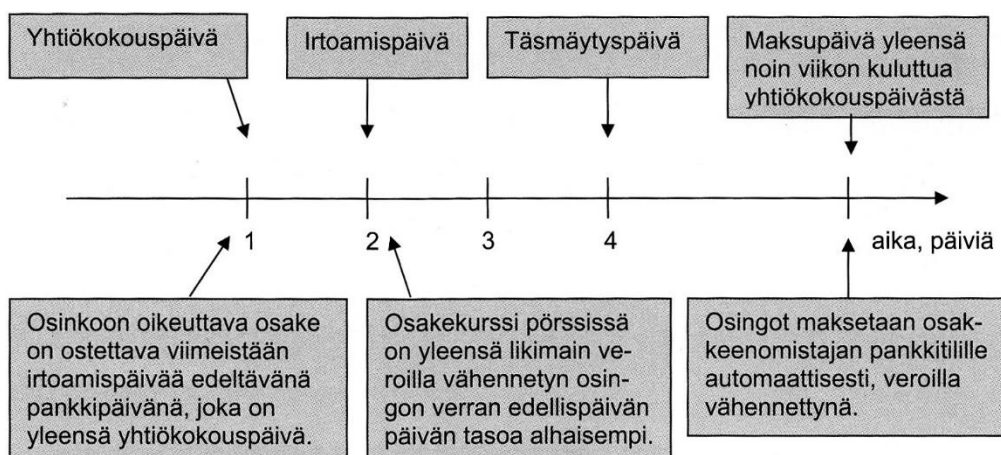 Yhtiökokouspäivä
Irtoamispäivä
Täsmäytyspäivä
Maksupäivä yleensä
noin viikon kuluttua
yhtiökokouspäivästä
1
2
3
4
aika, päiviä
Osinkoon oikeuttava osake
on ostettava viimeistään
irtoamispäivää edeltävänä
pankkipäivänä, joka on
yleensä yhtiökokouspäivä.
Osakekurssi pörssissä
on yleensä likimain ve-
roilla vähennetyn osin-
gon verran edellispäivän
päivän tasoa alhaisempi.
Osingot maksetaan osak-
keenomistajan pankkitilille
automaattisesti, veroilla
vähennettynä.